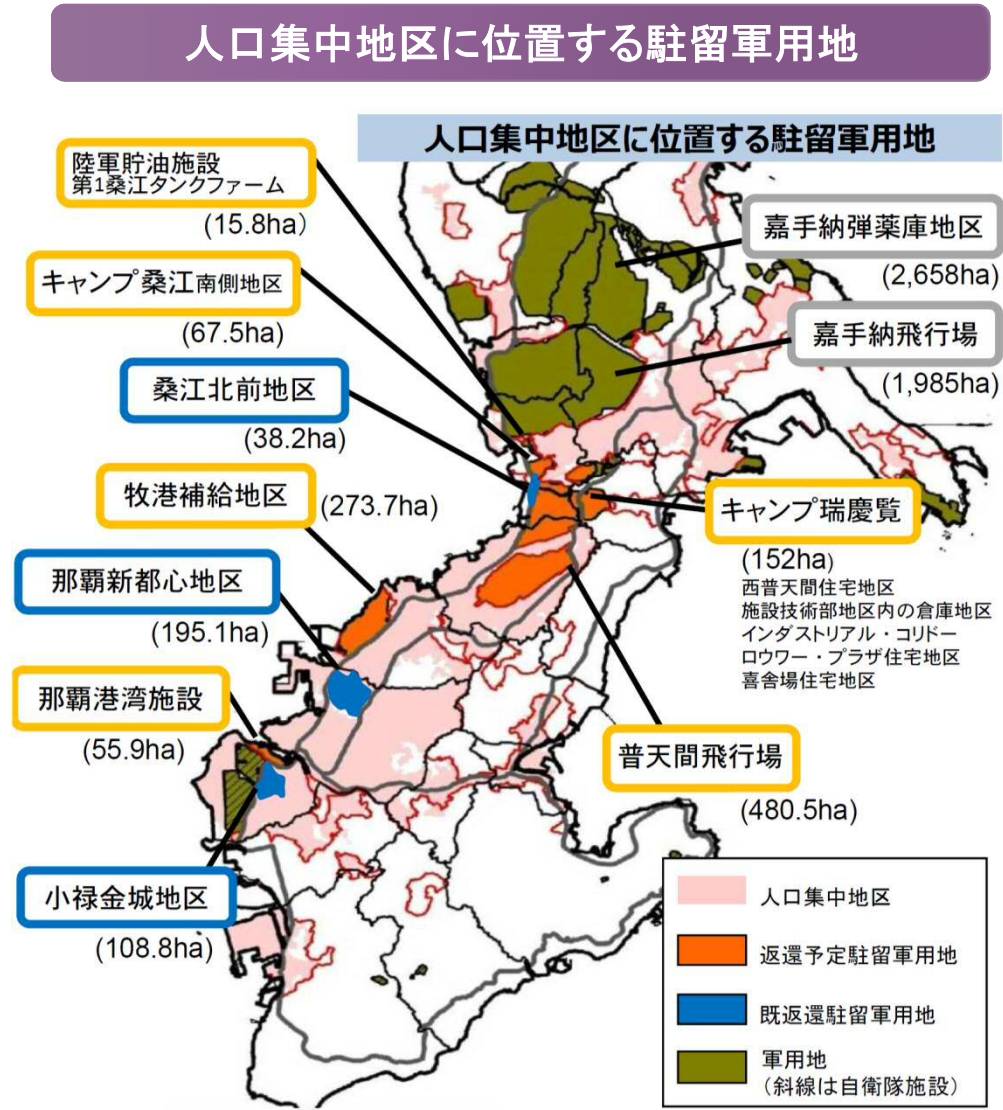 人口集中地区に位置する駐留軍用地
人口集中地区に位置する駐留軍用地
陸軍貯油施設
第1桑江タンクファーム
(15.8ha)
キャンプ桑江南側地区
(67.5ha)
桑江北前地区
(38.2ha)
牧港補給地区
(273.7ha)
那覇新都心地区
(195.1ha)
那覇港湾施設
(55.9ha)
小禄金城地区
(108.8ha)
嘉手納弾薬庫地区
(2,658ha)
嘉手納飛行場
(1,985ha)
キャンプ瑞慶覧
(152ha)
西普天間住宅地区
施設技術部地区内の倉庫地区
インダストリアル・コリドー
ロウワー・プラザ住宅地区
喜舎場住宅地区
普天間飛行場
(480.5ha)
人口集中地区
返還予定駐留軍用地
既返還駐留軍用地
軍用地
(斜線は自衛隊施設)